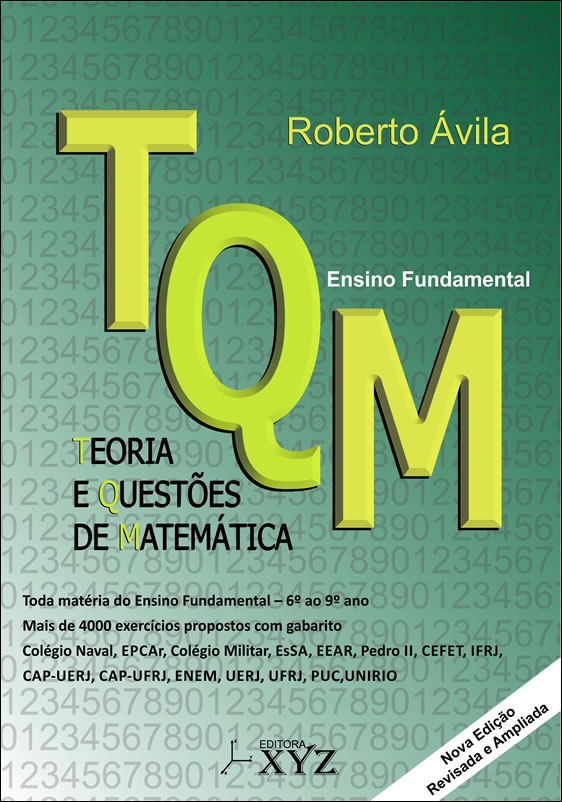 Roberto Ávila
TQM
Ensino Fundamental
TEORIA
E QUESTÕES
DE MATEMÁTICA
Toda matéria do Ensino Fundamental – 6º ao 9º ano
Mais de 4000 exercícios propostos com gabarito
Colégio Naval, EPCAr, Colégio Militar, EsSA, EEAR, Pedro II, CEFET, IFRJ,
CAP-UERJ, CAP-UFRJ, ENEM, UERJ, UFRJ, PUC,UNIRIO
Nova Edição
Revisada e Ampliada
EDITORA
XYZ